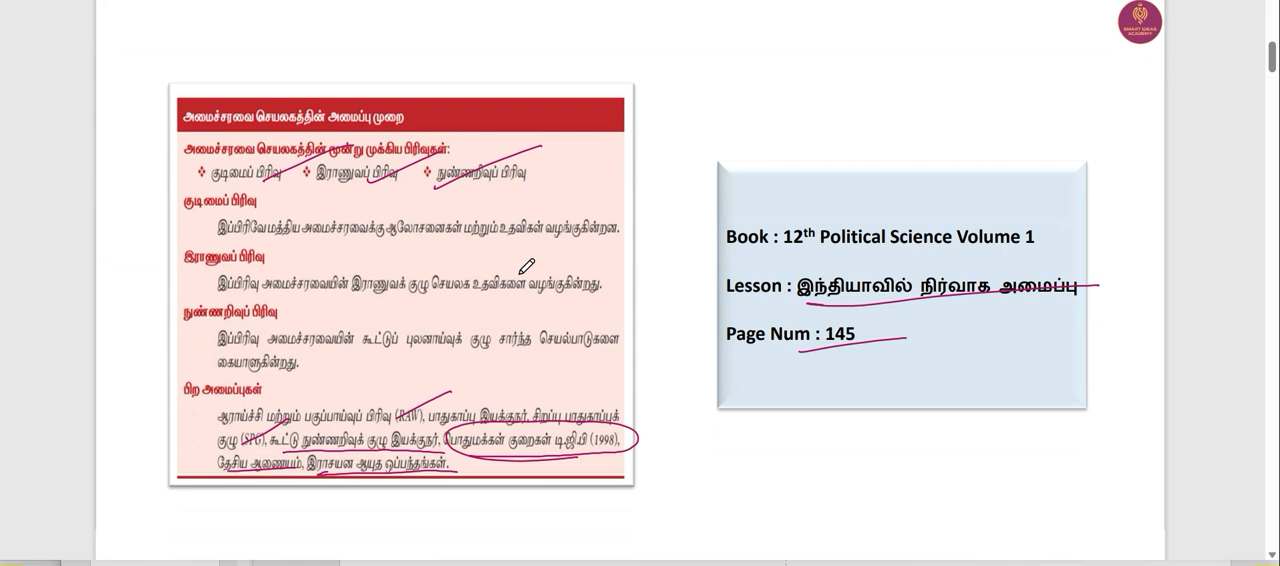 SMART IDEAS
ACADEMY
அமைச்சரவை செயலகத்தின் அமைப்பு முறை
அமைச்சரவை செயலகத்தின் மூன்று முக்கிய பிரிவுகள்:
❖ குடிமைப் பிரிவு ❖ இராணுவப் பிரிவு ❖ நுண்ணறிவுப் பிரிவு
குடிமைப் பிரிவு
இப்பிரிவே மத்திய அமைச்சரவைக்கு ஆலோசனைகள் மற்றும் உதவிகள் வழங்குகின்றன.
இராணுவப் பிரிவு
இப்பிரிவு அமைச்சரவையின் இராணுவக் குழு செயலக உதவிகளை வழங்குகின்றது.
நுண்ணறிவுப் பிரிவு
இப்பிரிவு அமைச்சரவையின் கூட்டுப் புலனாய்வுக் குழு சார்ந்த செயல்பாடுகளை
கையாளுகின்றது.
பிற அமைப்புகள்
ஆராய்ச்சி மற்றும் பகுப்பாய்வுப் பிரிவு (RAW), பாதுகாப்பு இயக்குநர், சிறப்பு பாதுகாப்புக்
குழு (SPG), கூட்டு நுண்ணறிவுக் குழு இயக்குநர், பொதுமக்கள் குறைகள் டி.ஜி.பி (1998),
தேசிய ஆணையம், இராசயன ஆயுத ஒப்பந்தங்கள்.
Book : 12th Political Science Volume 1
Lesson : இந்தியாவில் நிர்வாக அமைப்பு
Page Num : 145